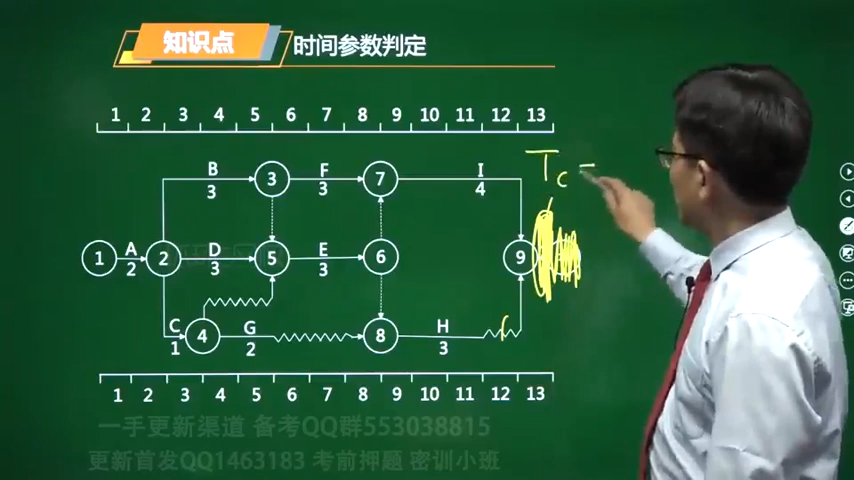 知识点 时间参数判定
1 2 3 4 5 6 7 8 9 10 11 12 13
Tc =
B 3 F 3 I 4
3 7
A 2 D 3 E 3
1 2 5 6 9
C 1 G 2 H 3
4 8
1 2 3 4 5 6 7 8 9 10 11 12 13
一手更新渠道 备考QQ群553038815
更新首发QQ1463183 考前押题 密训小班